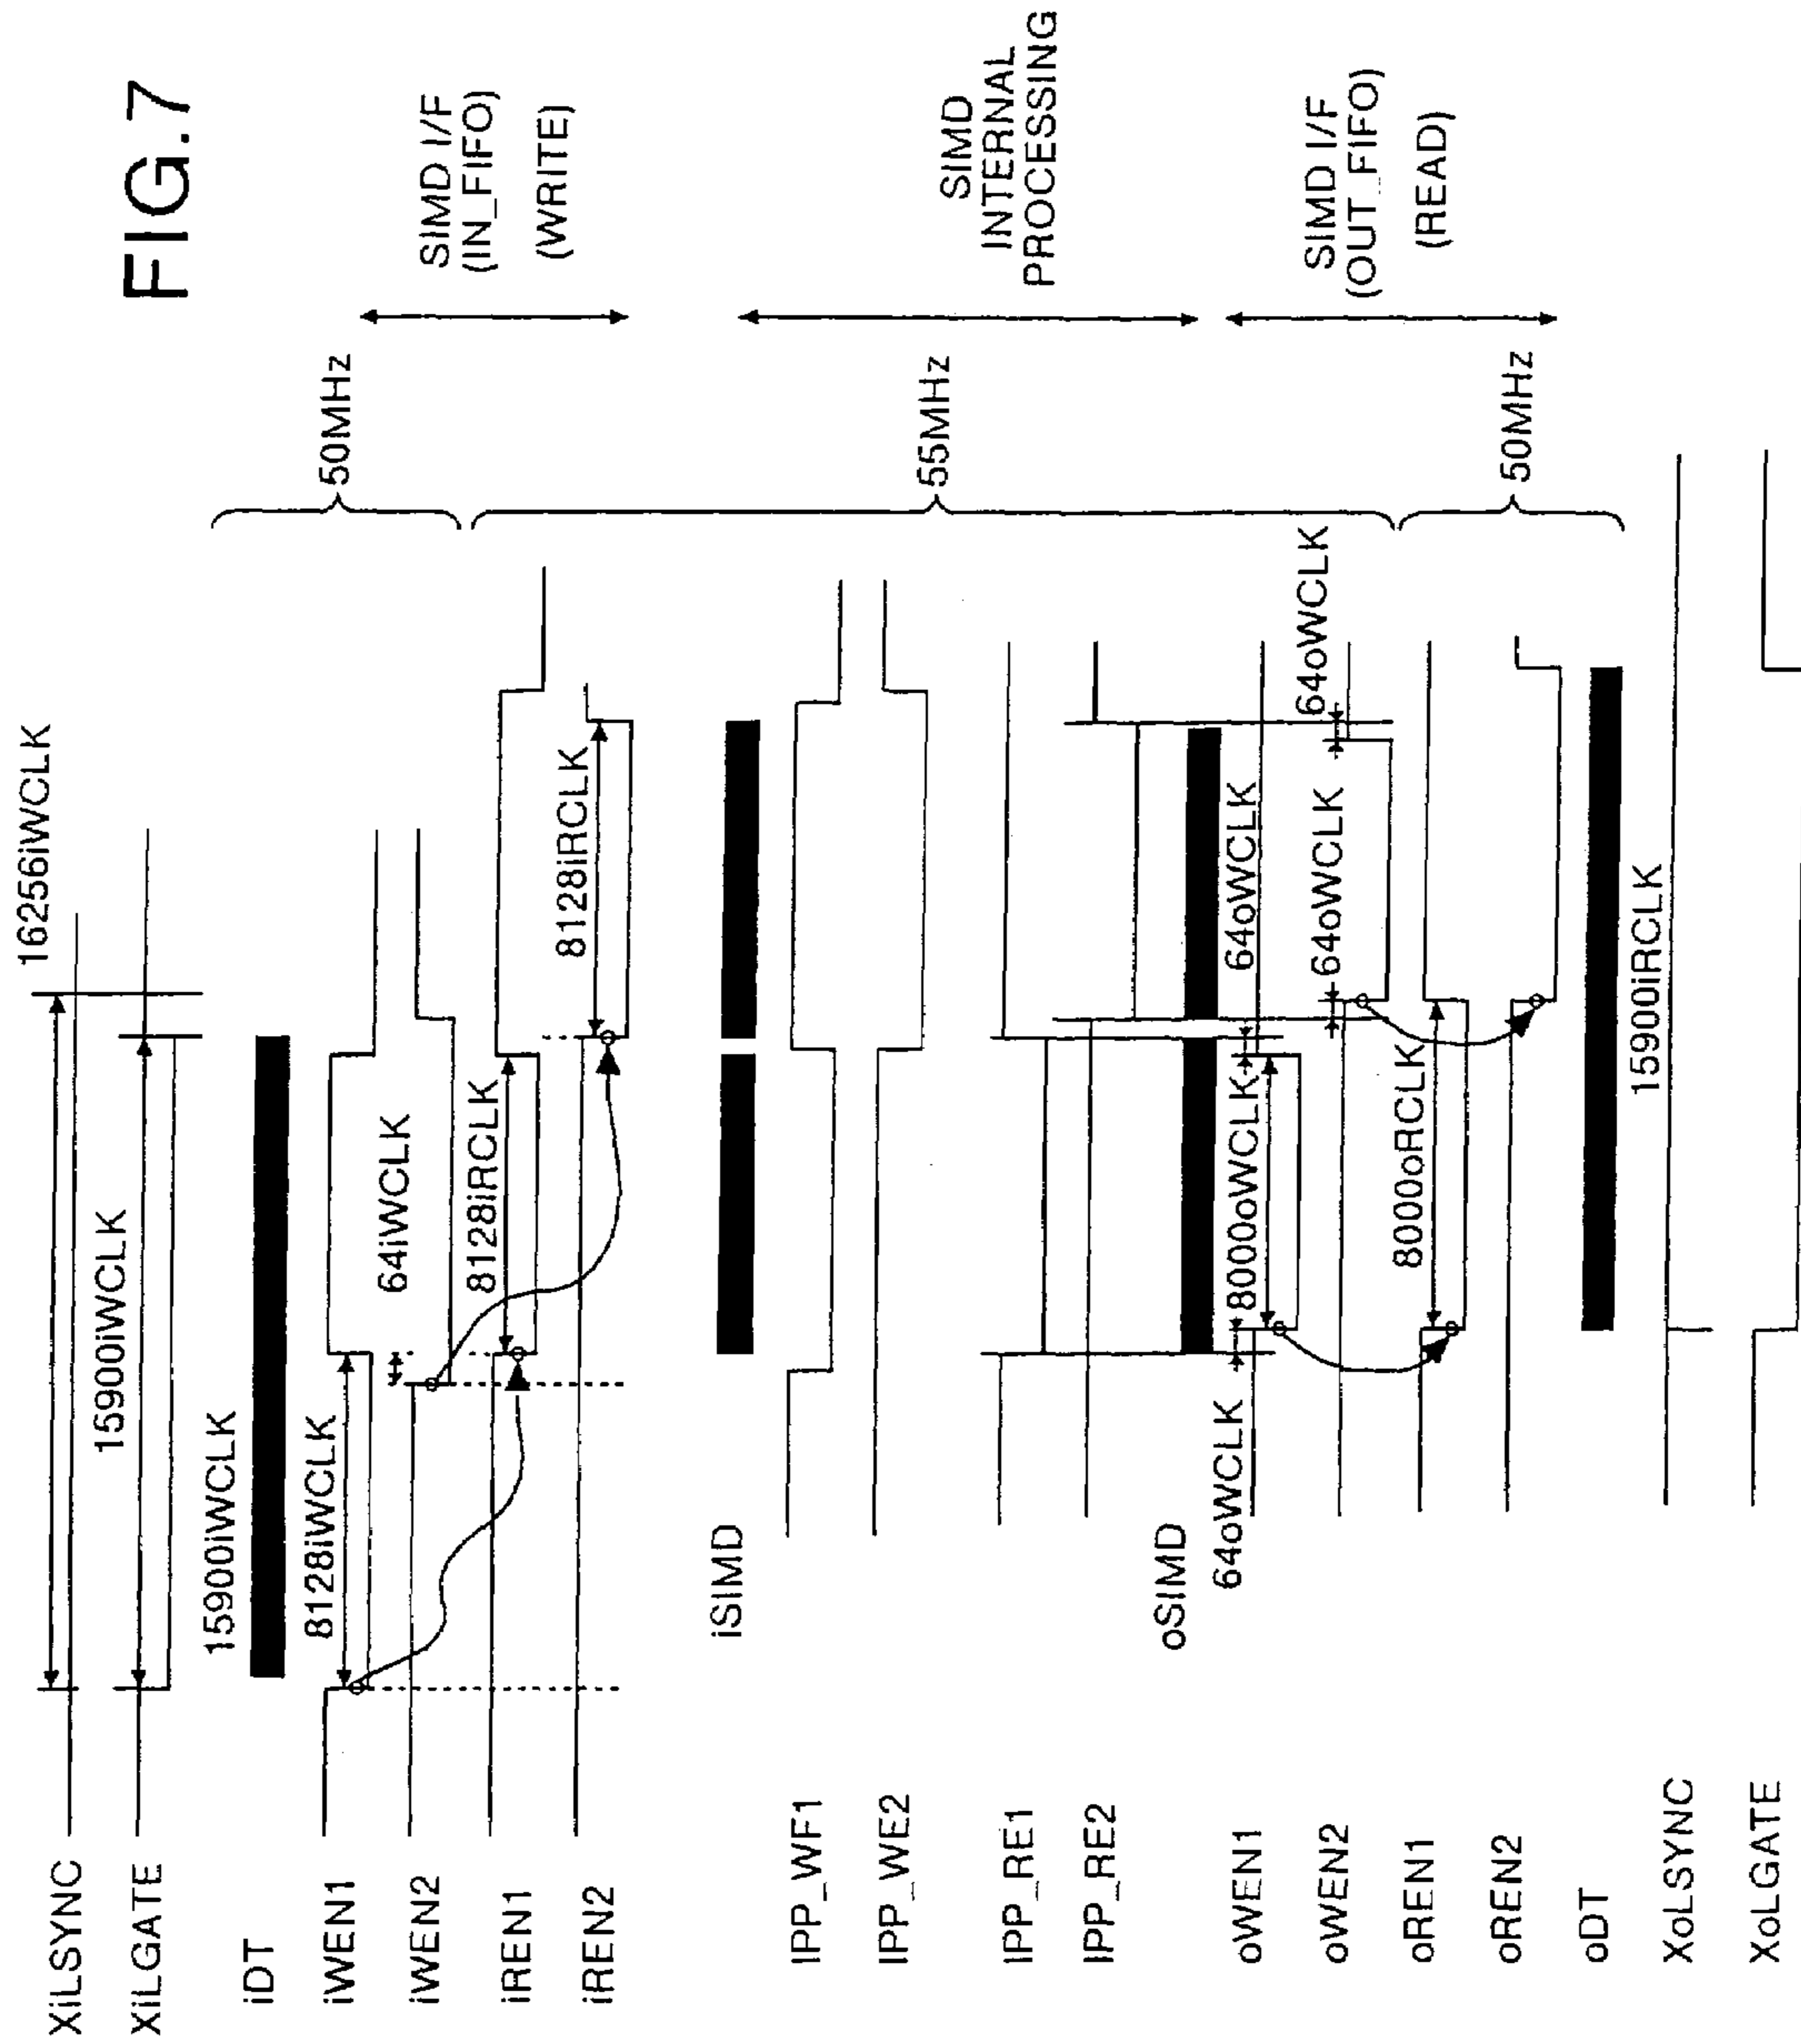 FIG.7
16256iWCLK
XiLSYNC
15900iWCLK
XiLGATE
15900iWCLK
iDT
8128iWCLK
iWEN1
64iWCLK
iWEN2
8128iRCLK
iREN1
8128iRCLK
iREN2
50MHz
SIMD I/F
(IN_FIFO)
(WRITE)
iSIMD
IPP_WF1
IPP_WE2
IPP_RE1
IPP_RE2
55MHz
SIMD
INTERNAL
PROCESSING
oSIMD
64oWCLK
8000oWCLK
64oWCLK
oWEN1
64oWCLK
64oWCLK
oWEN2
8000oRCLK
oREN1
oREN2
50MHz
SIMD I/F
(OUT_FIFO)
(READ)
oDT
15900iRCLK
XoLSYNC
XoLGATE